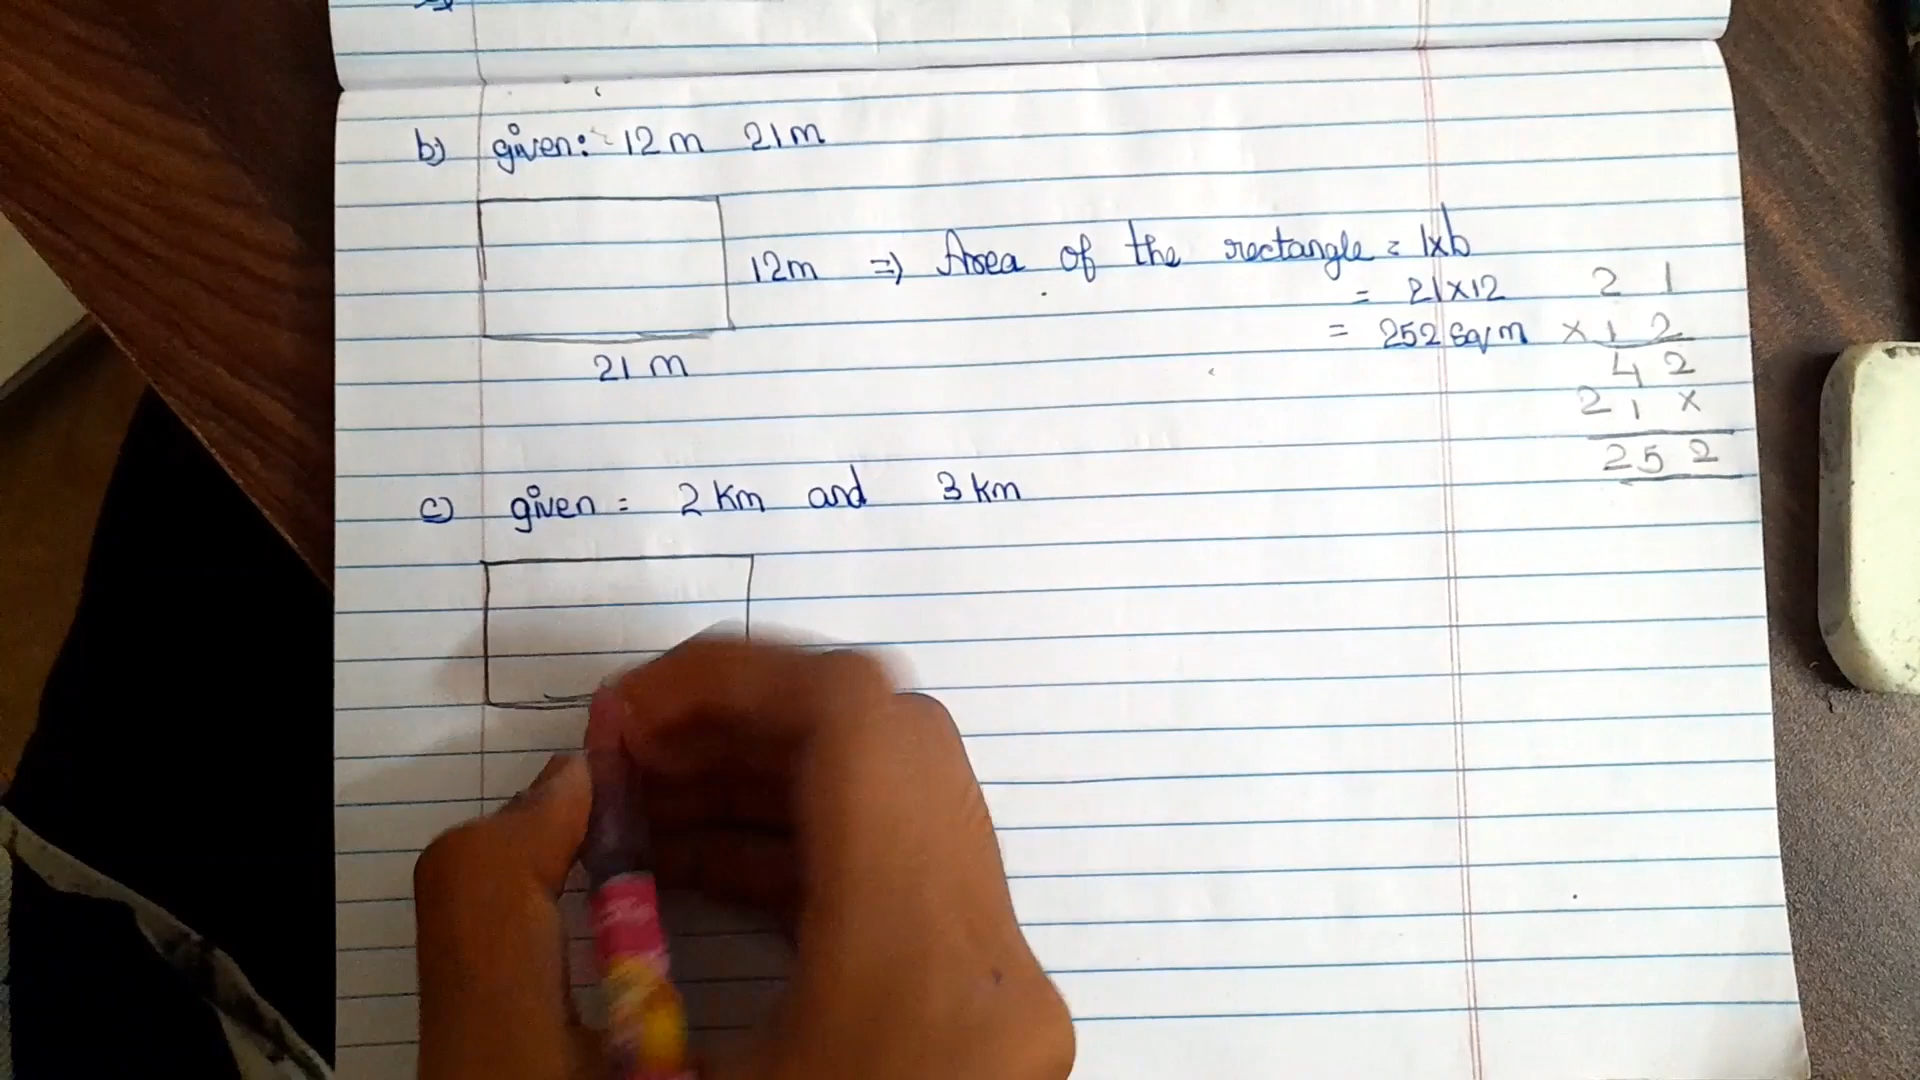 b) given: 12 m 21 m
12m => Area of the rectangle = l×b
= 21×12
= 252 sq/m
21 m
2 1
× 1 2
4 2
2 1 ×
2 5 2
c) given = 2 km and 3 km